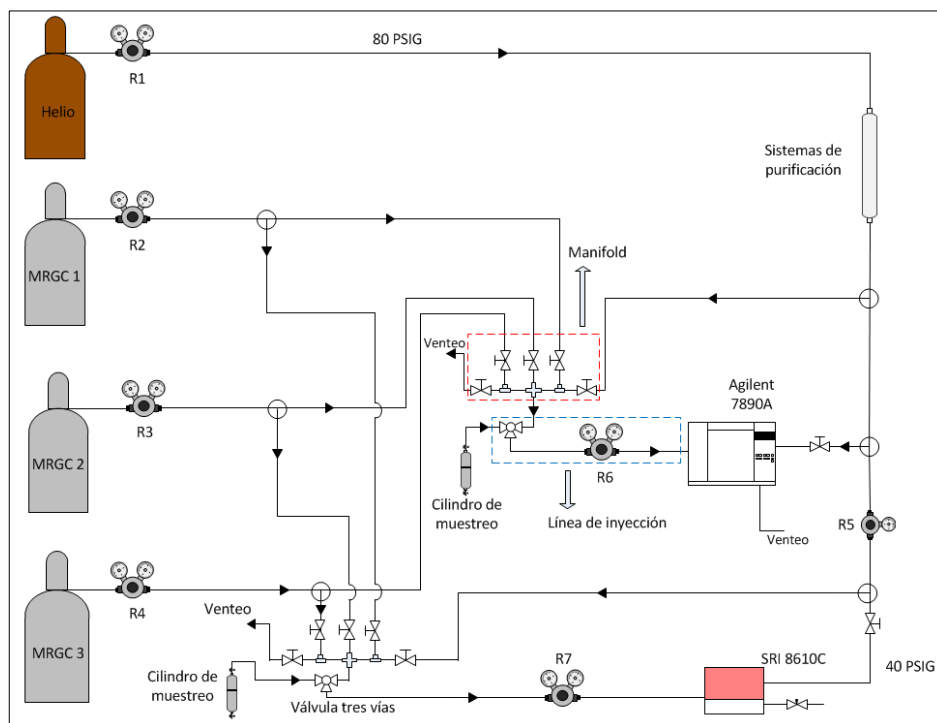 80 PSIG
R1
Helio
Sistemas de
purificación
R2
MRGC 1
Manifold
Venteo
Agilent
7890A
R3
MRGC 2
R6
Cilindro de
muestreo
Línea de inyección
R5
Venteo
R4
Venteo
MRGC 3
R7
SRI 8610C
40 PSIG
Cilindro de
muestreo
Válvula tres vías